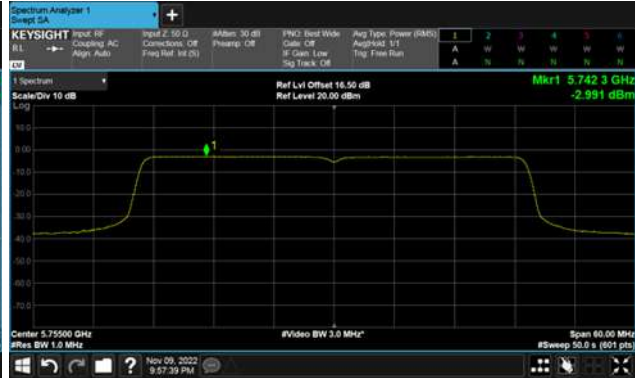 Spectrum Analyzer 1
Swept SA
+
KEYSIGHT
RL
Input: RF
Coupling: AC
Align: Auto
Input Z: 50 Ω
Corrections: Off
Freq Ref: Int (S)
#Atten: 30 dB
Preamp: Off
PNO: Best Wide
Gate: Off
IF Gain: Low
Sig Track: Off
Avg Type: Power (RMS)
Avg|Hold: 1/1
Trig: Free Run
1 2 3 4 5 6
A W W W W W
A N N N N N
1 Spectrum
Scale/Div 10 dB
Ref Lvl Offset 16.50 dB
Ref Level 20.00 dBm
Mkr1 5.742 3 GHz
-2.991 dBm
Log
10.0
0.00
1
-10.0
-20.0
-30.0
-40.0
-50.0
-60.0
-70.0
Center 5.75500 GHz
#Video BW 3.0 MHz*
Span 60.00 MHz
#Res BW 1.0 MHz
#Sweep 50.0 s (601 pts)
?
Nov 09, 2022
9:57:39 PM